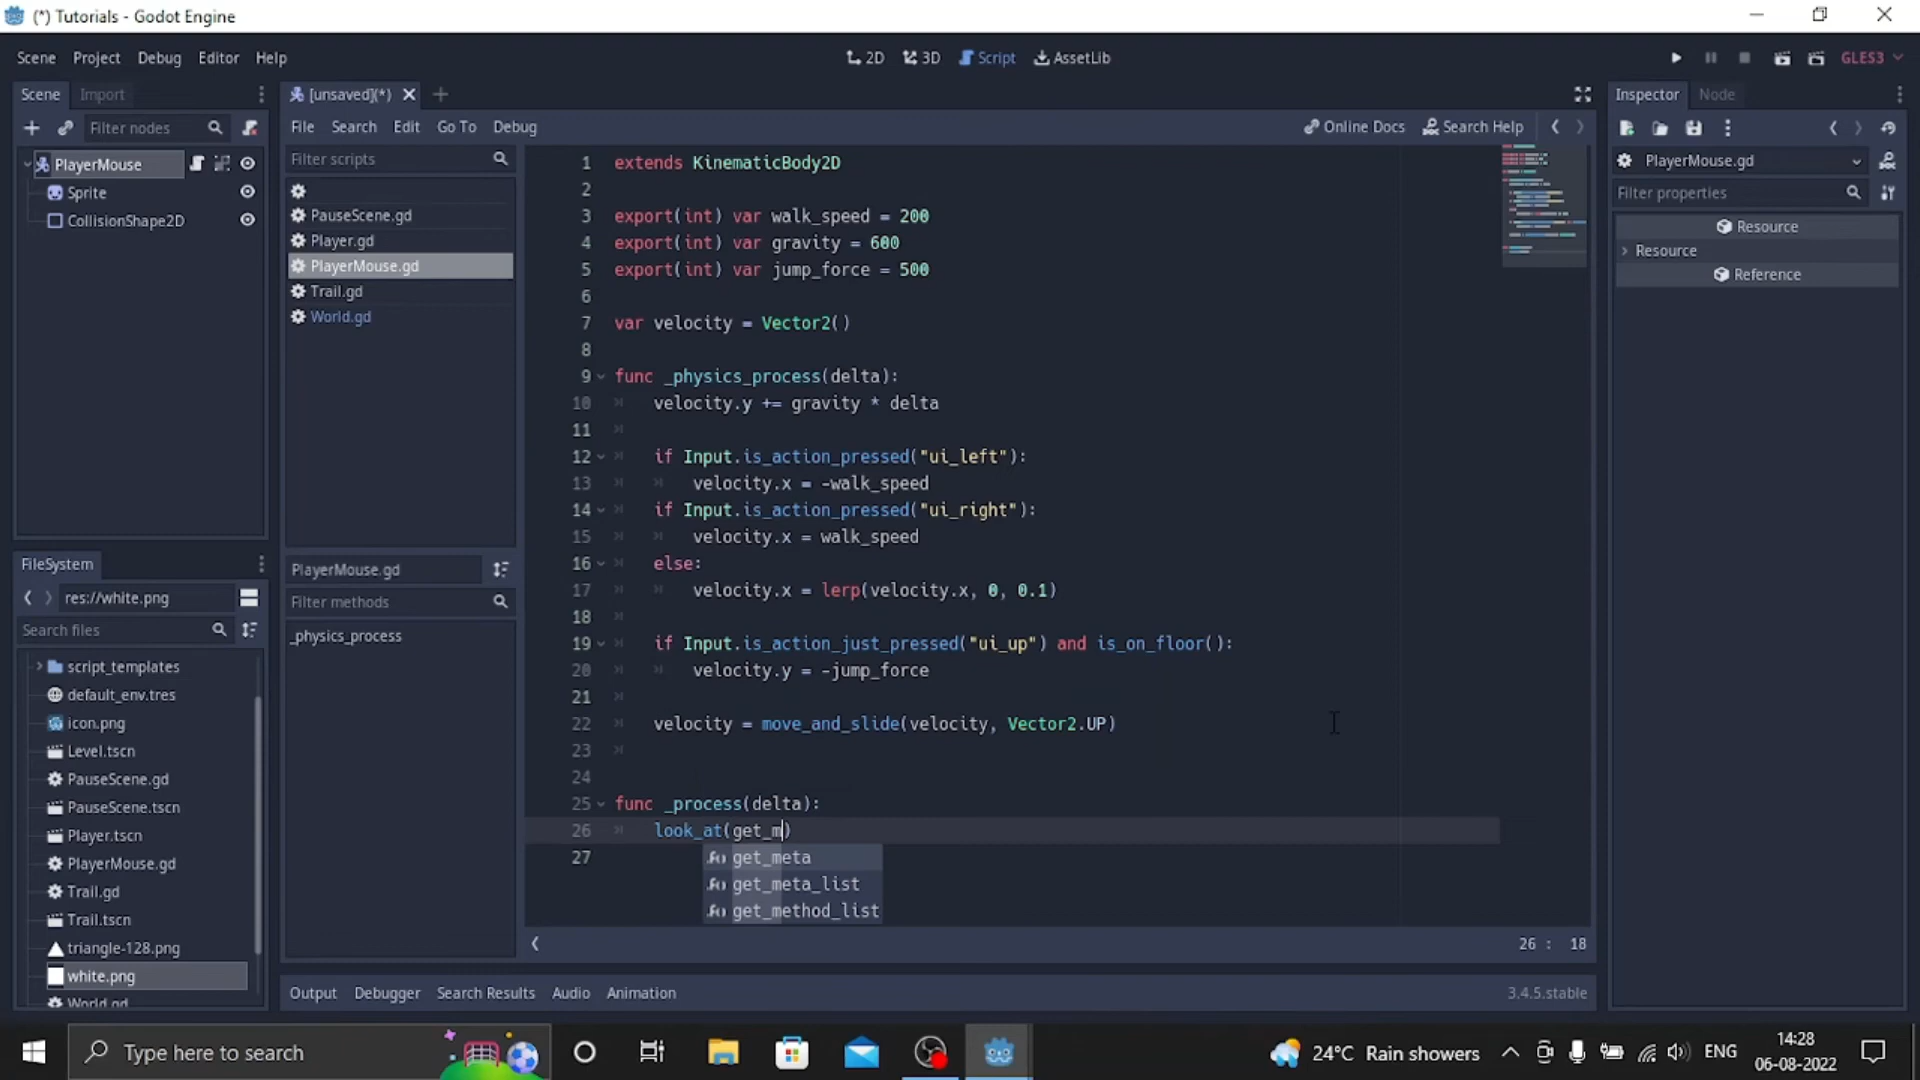 (*) Tutorials - Godot Engine
Scene Project Debug Editor Help
2D 3D Script AssetLib
GLES3
Scene Import
[unsaved](*)
Inspector Node
Filter nodes
File Search Edit Go To Debug
Online Docs Search Help
PlayerMouse
Sprite
CollisionShape2D
Filter scripts
PauseScene.gd
Player.gd
PlayerMouse.gd
Trail.gd
World.gd
PlayerMouse.gd
Filter methods
_physics_process
1 extends KinematicBody2D
2
3 export(int) var walk_speed = 200
4 export(int) var gravity = 600
5 export(int) var jump_force = 500
6
7 var velocity = Vector2()
8
9 func _physics_process(delta):
10 velocity.y += gravity * delta
11
12 if Input.is_action_pressed("ui_left"):
13 velocity.x = -walk_speed
14 if Input.is_action_pressed("ui_right"):
15 velocity.x = walk_speed
16 else:
17 velocity.x = lerp(velocity.x, 0, 0.1)
18
19 if Input.is_action_just_pressed("ui_up") and is_on_floor():
20 velocity.y = -jump_force
21
22 velocity = move_and_slide(velocity, Vector2.UP)
23
24
25 func _process(delta):
26 look_at(get_m)
27
get_meta
get_meta_list
get_method_list
26 : 18
PlayerMouse.gd
Filter properties
Resource
Resource
Reference
FileSystem
res://white.png
Search files
script_templates
default_env.tres
icon.png
Level.tscn
PauseScene.gd
PauseScene.tscn
Player.tscn
PlayerMouse.gd
Trail.gd
Trail.tscn
triangle-128.png
white.png
World.gd
Output Debugger Search Results Audio Animation
3.4.5.stable
Type here to search
24°C Rain showers
ENG
14:28
06-08-2022